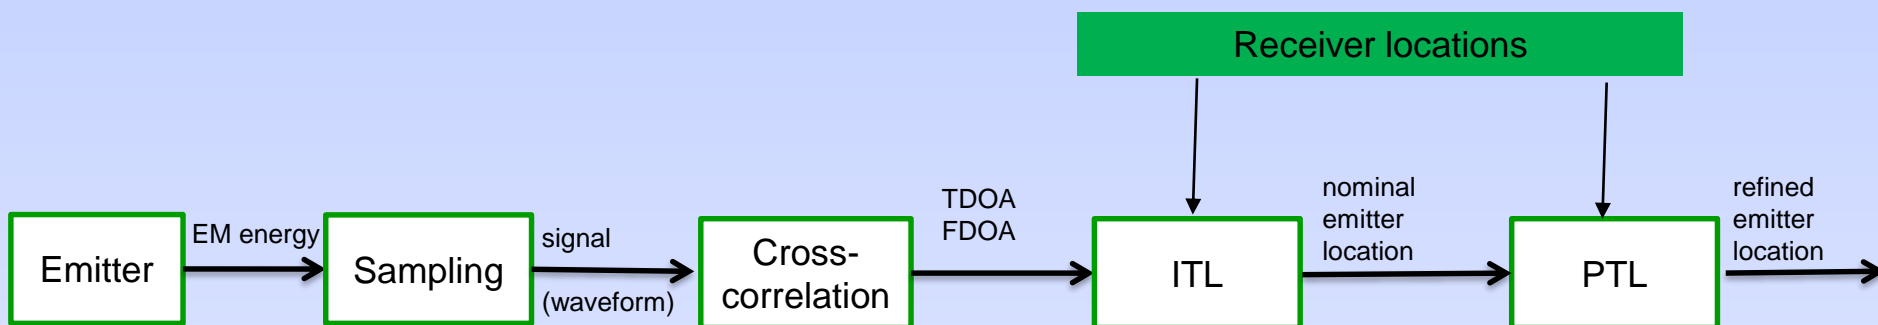 Receiver locations
Emitter
EM energy
Sampling
signal
(waveform)
Cross-
correlation
TDOA
FDOA
ITL
nominal
emitter
location
PTL
refined
emitter
location